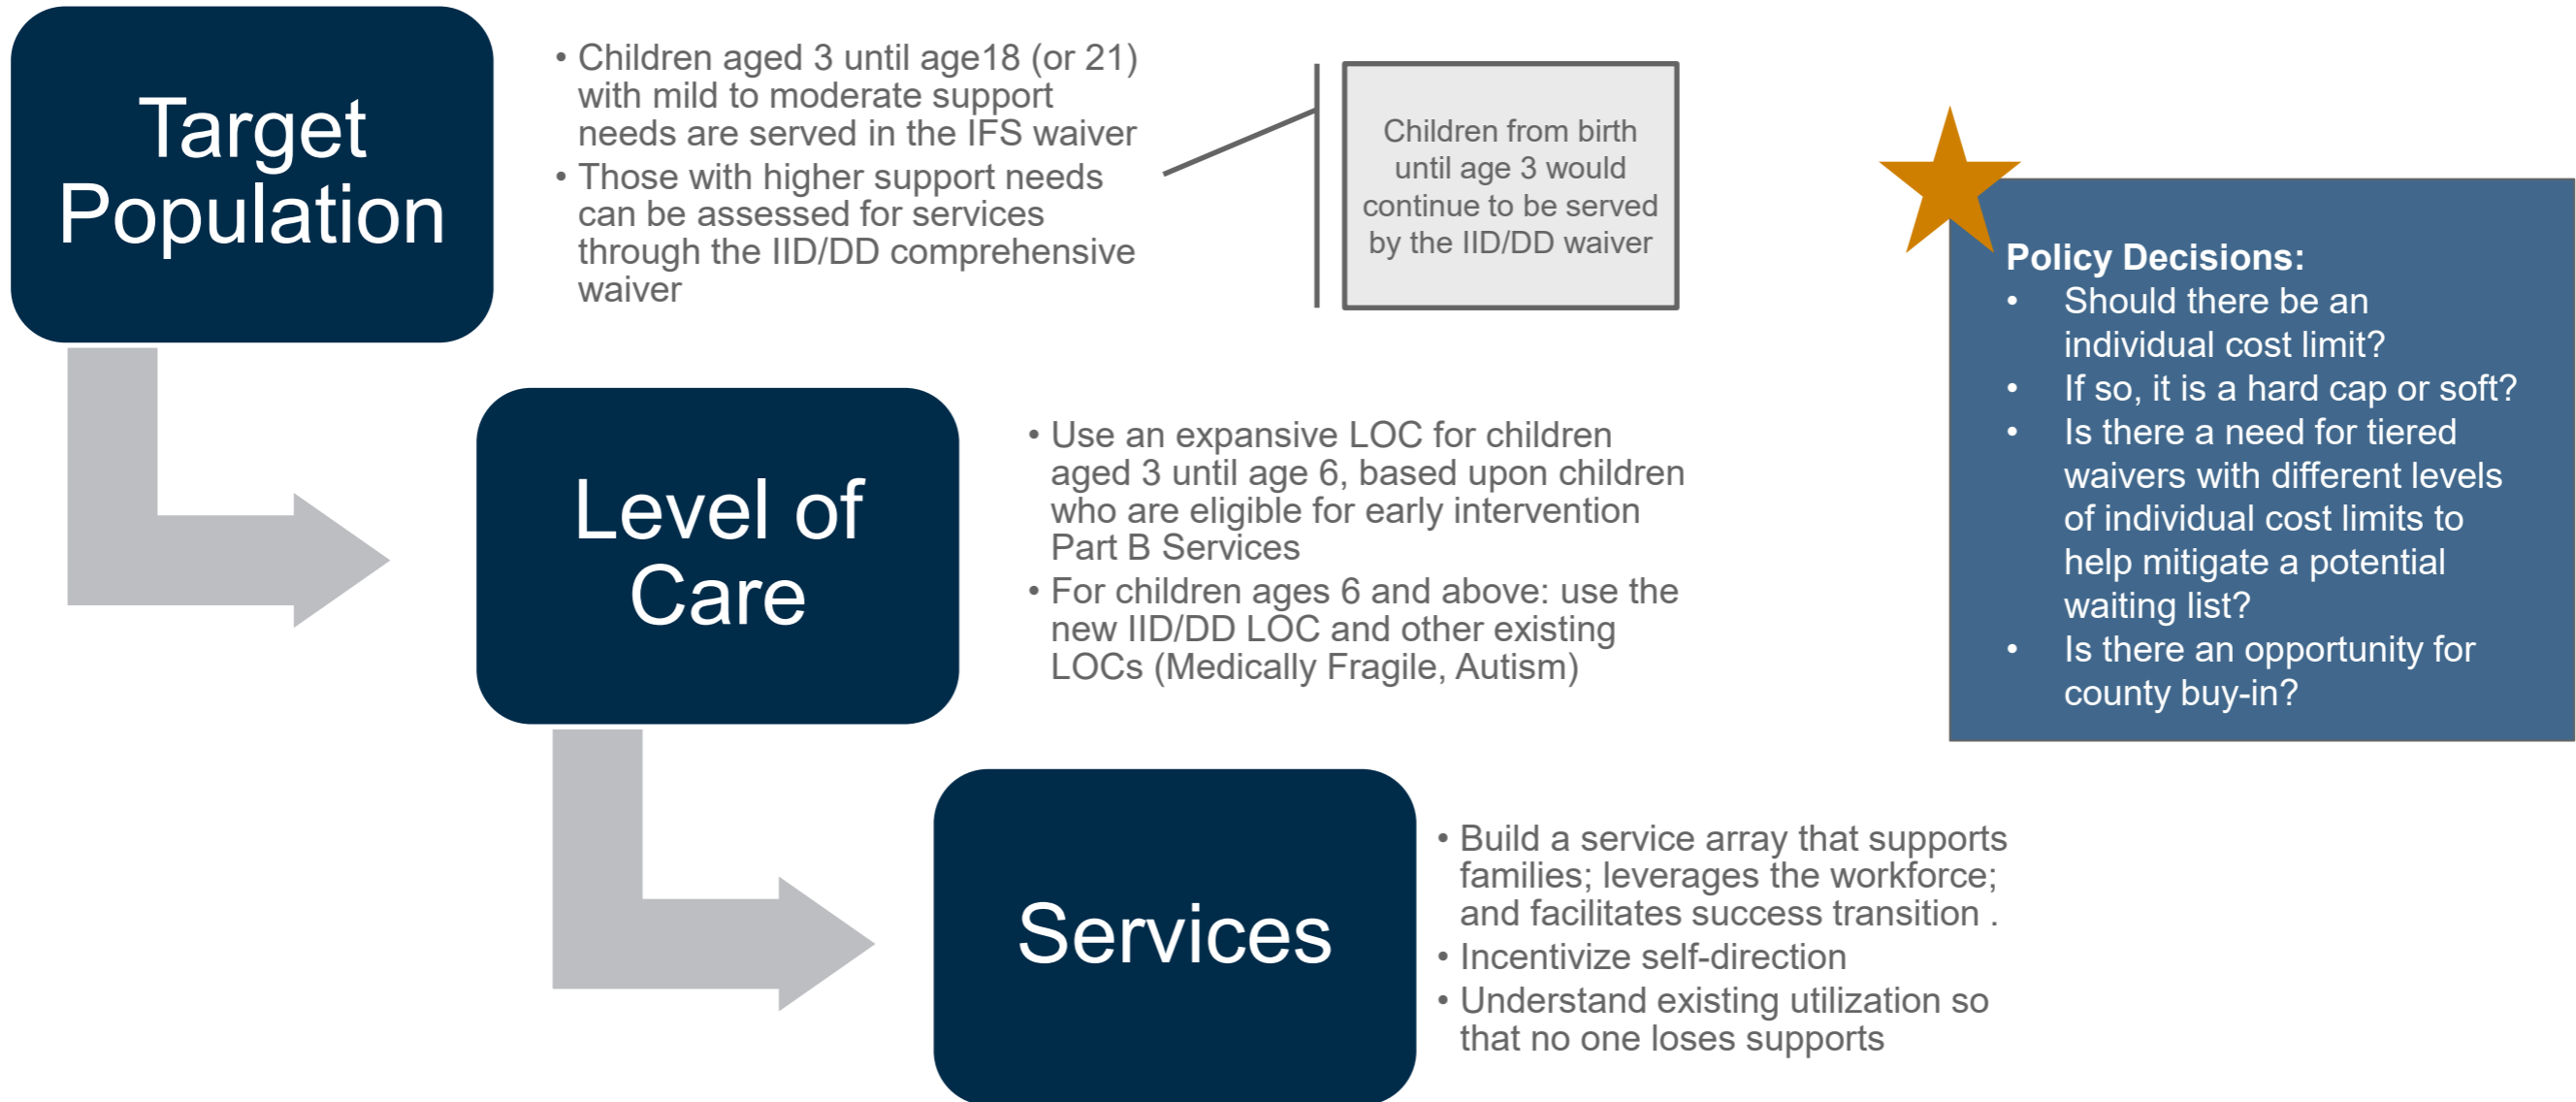 Target
Population
• Children aged 3 until age18 (or 21)
with mild to moderate support
needs are served in the IFS waiver
• Those with higher support needs
can be assessed for services
through the IID/DD comprehensive
waiver
Children from birth
until age 3 would
continue to be served
by the IID/DD waiver
Level of
Care
• Use an expansive LOC for children
aged 3 until age 6, based upon children
who are eligible for early intervention
Part B Services
• For children ages 6 and above: use the
new IID/DD LOC and other existing
LOCs (Medically Fragile, Autism)
Services
• Build a service array that supports
families; leverages the workforce;
and facilitates success transition .
• Incentivize self-direction
• Understand existing utilization so
that no one loses supports
Policy Decisions:
• Should there be an
individual cost limit?
• If so, it is a hard cap or soft?
• Is there a need for tiered
waivers with different levels
of individual cost limits to
help mitigate a potential
waiting list?
• Is there an opportunity for
county buy-in?